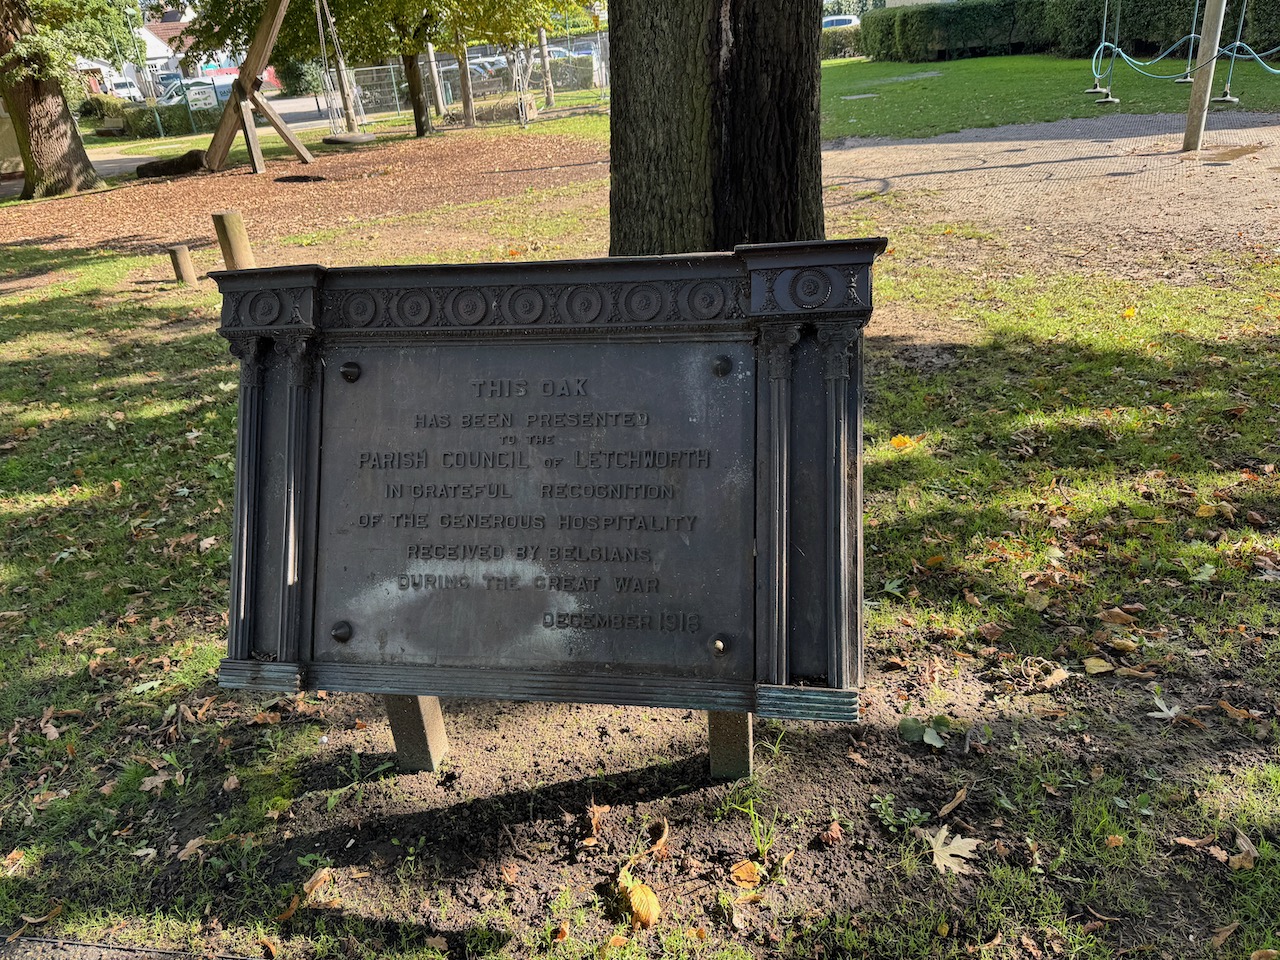 THIS OAK
HAS BEEN PRESENTED
TO THE
PARISH COUNCIL OF LETCHWORTH
IN GRATEFUL RECOGNITION
OF THE GENEROUS HOSPITALITY
RECEIVED BY BELGIANS
DURING THE GREAT WAR
DECEMBER 1918